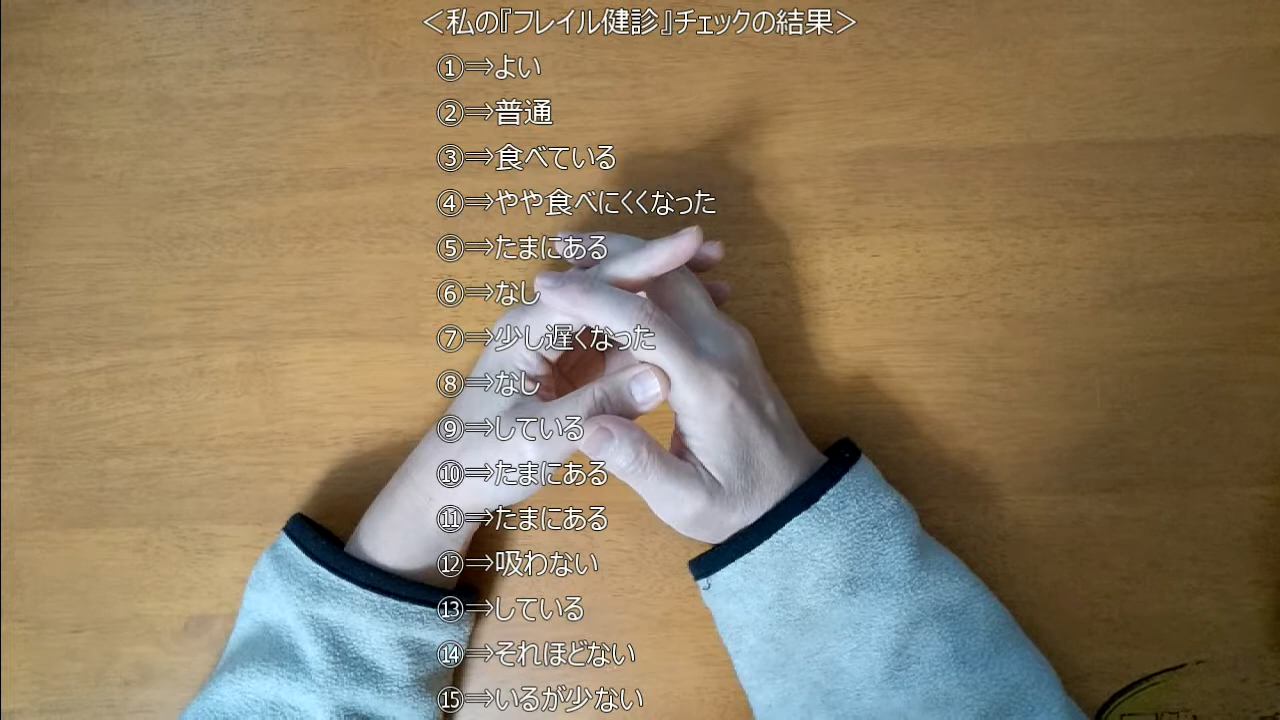 ＜私の『フレイル健診』チェックの結果＞
①⇒よい
②⇒普通
③⇒食べている
④⇒やや食べにくくなった
⑤⇒たまにある
⑥⇒なし
⑦⇒少し遅くなった
⑧⇒なし
⑨⇒している
⑩⇒たまにある
⑪⇒たまにある
⑫⇒吸わない
⑬⇒している
⑭⇒それほどない
⑮⇒いるが少ない